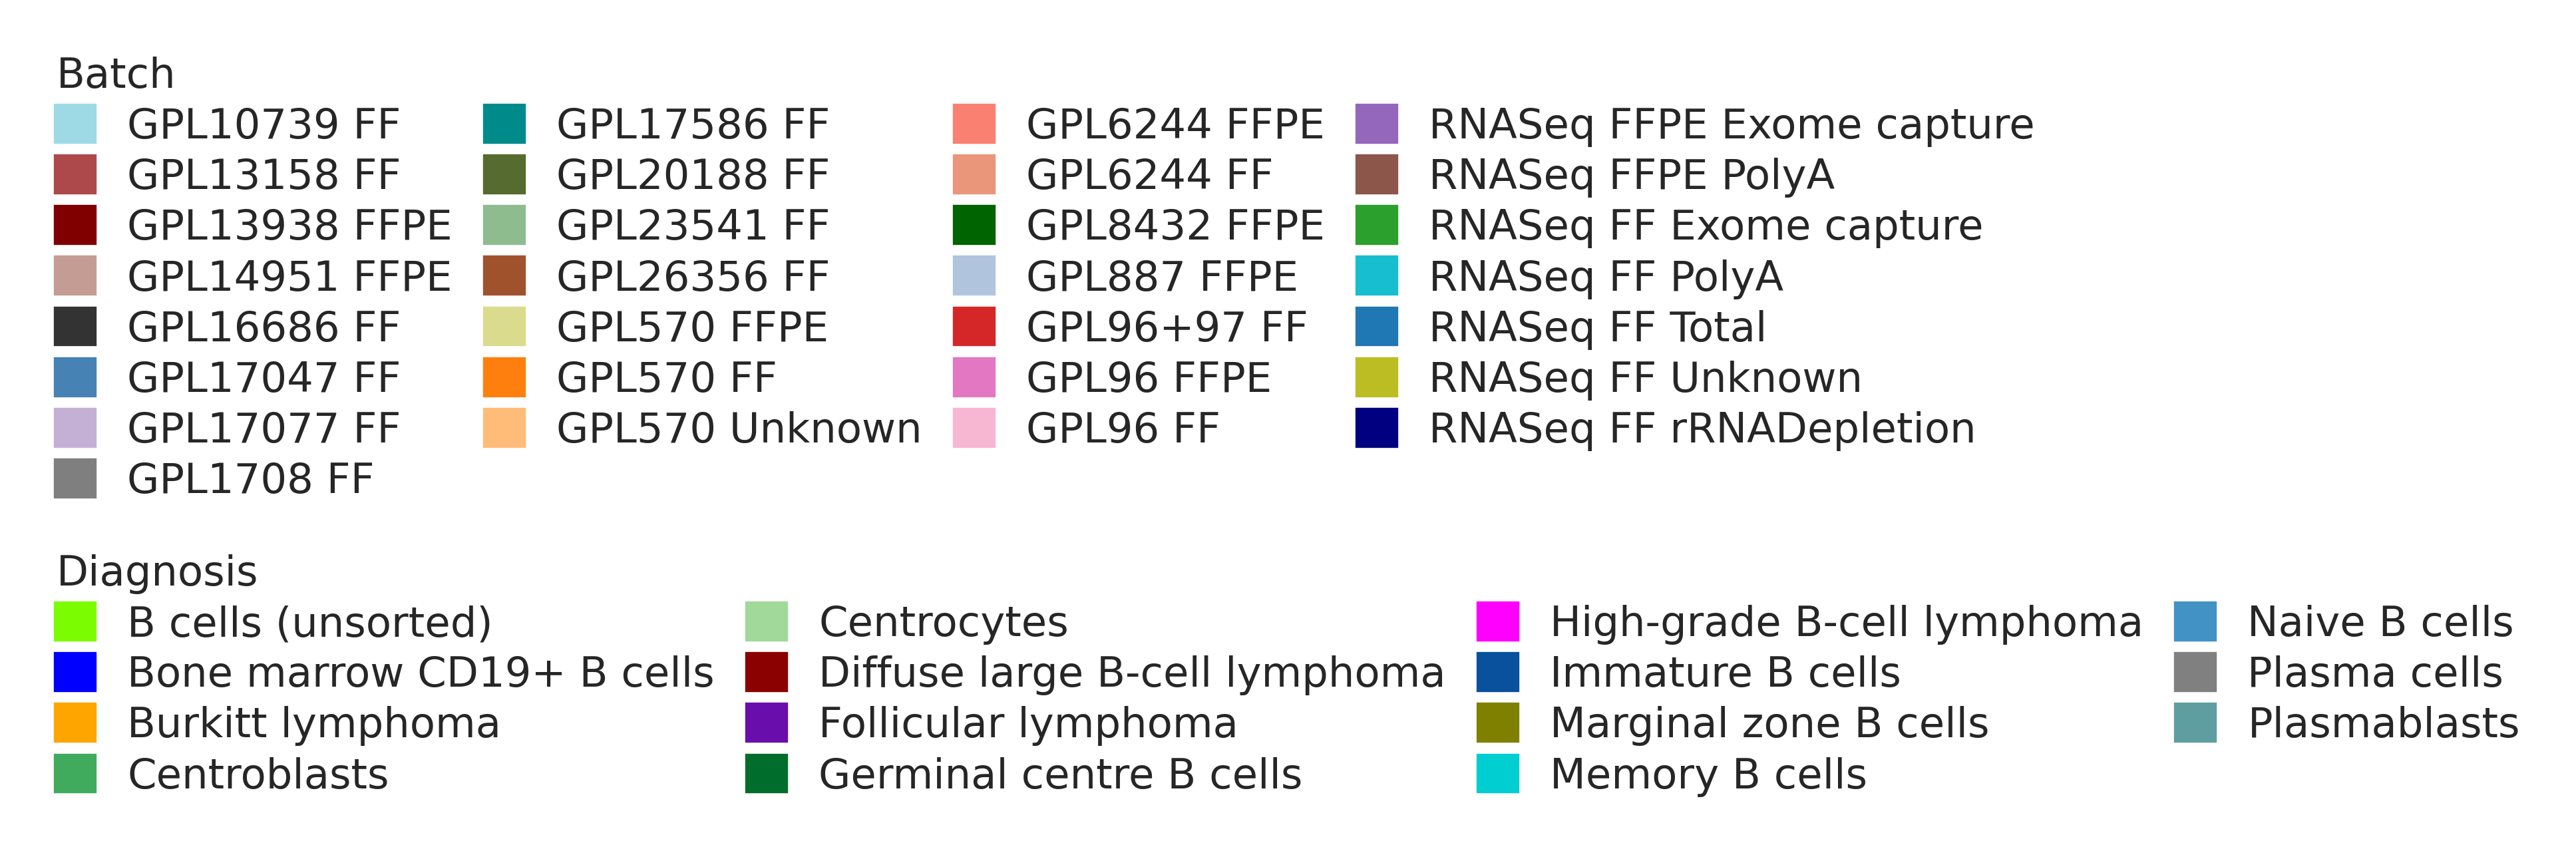 Batch
GPL10739 FF
GPL13158 FF
GPL13938 FFPE
GPL14951 FFPE
GPL16686 FF
GPL17047 FF
GPL17077 FF
GPL1708 FF
GPL17586 FF
GPL20188 FF
GPL23541 FF
GPL26356 FF
GPL570 FFPE
GPL570 FF
GPL570 Unknown
GPL6244 FFPE
GPL6244 FF
GPL8432 FFPE
GPL887 FFPE
GPL96+97 FF
GPL96 FFPE
GPL96 FF
RNASeq FFPE Exome capture
RNASeq FFPE PolyA
RNASeq FF Exome capture
RNASeq FF PolyA
RNASeq FF Total
RNASeq FF Unknown
RNASeq FF rRNADepletion
Diagnosis
B cells (unsorted)
Bone marrow CD19+ B cells
Burkitt lymphoma
Centroblasts
Centrocytes
Diffuse large B-cell lymphoma
Follicular lymphoma
Germinal centre B cells
High-grade B-cell lymphoma
Immature B cells
Marginal zone B cells
Memory B cells
Naive B cells
Plasma cells
Plasmablasts